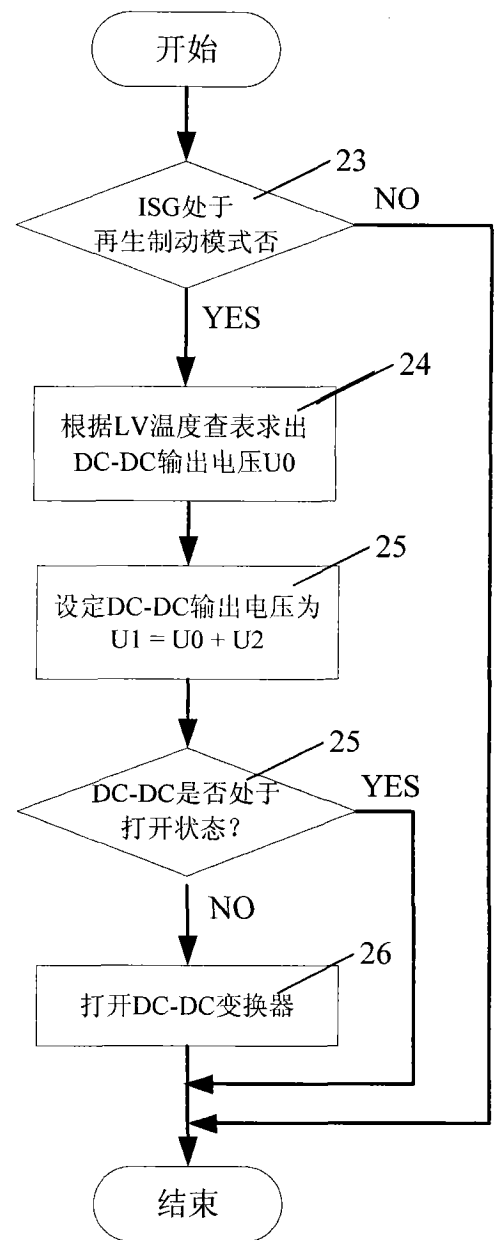 开始
23
ISG处于
再生制动模式否
NO
YES
24
根据LV温度查表求出
DC-DC输出电压U0
25
设定DC-DC输出电压为
U1 = U0 + U2
25
DC-DC是否处于
打开状态？
YES
NO
26
打开DC-DC变换器
结束